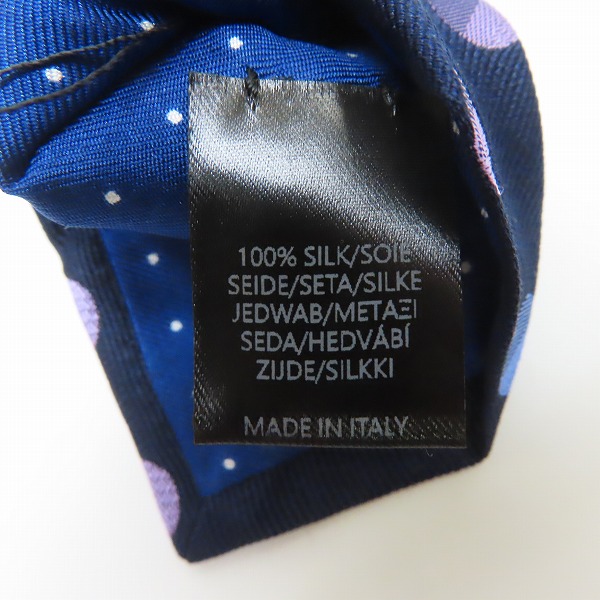 100% SILK/SOIE
SEIDE/SETA/SILKE
JEDWAB/METAΞI
SEDA/HEDVÁBÍ
ZIJDE/SILKKI
MADE IN ITALY